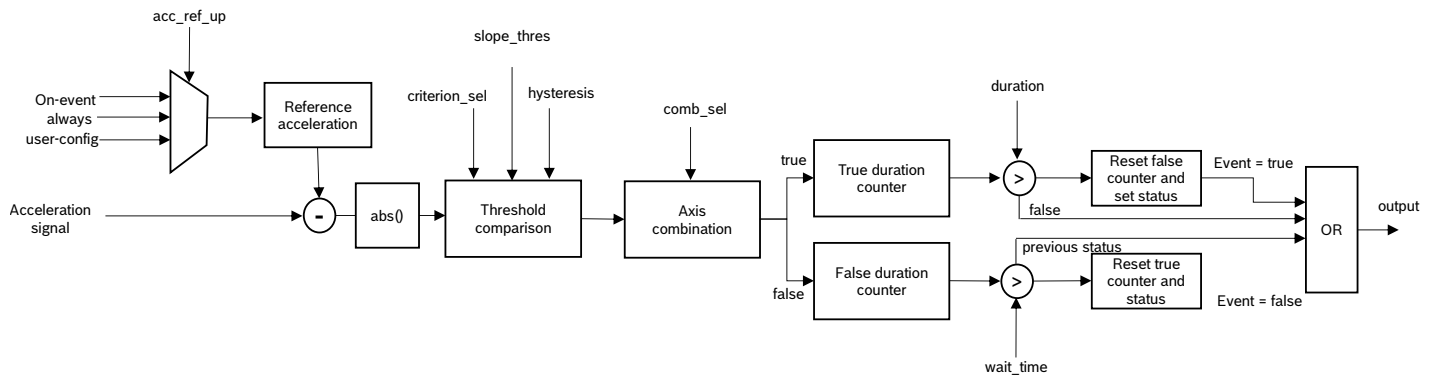 acc_ref_up
On-event
always
user-config
Reference
acceleration
Acceleration
signal
-
abs()
slope_thres
criterion_sel
hysteresis
Threshold
comparison
comb_sel
Axis
combination
true
false
True duration
counter
False duration
counter
duration
>
false
previous status
>
wait_time
Reset false
counter and
set status
Event = true
Reset true
counter and
status
Event = false
OR
output